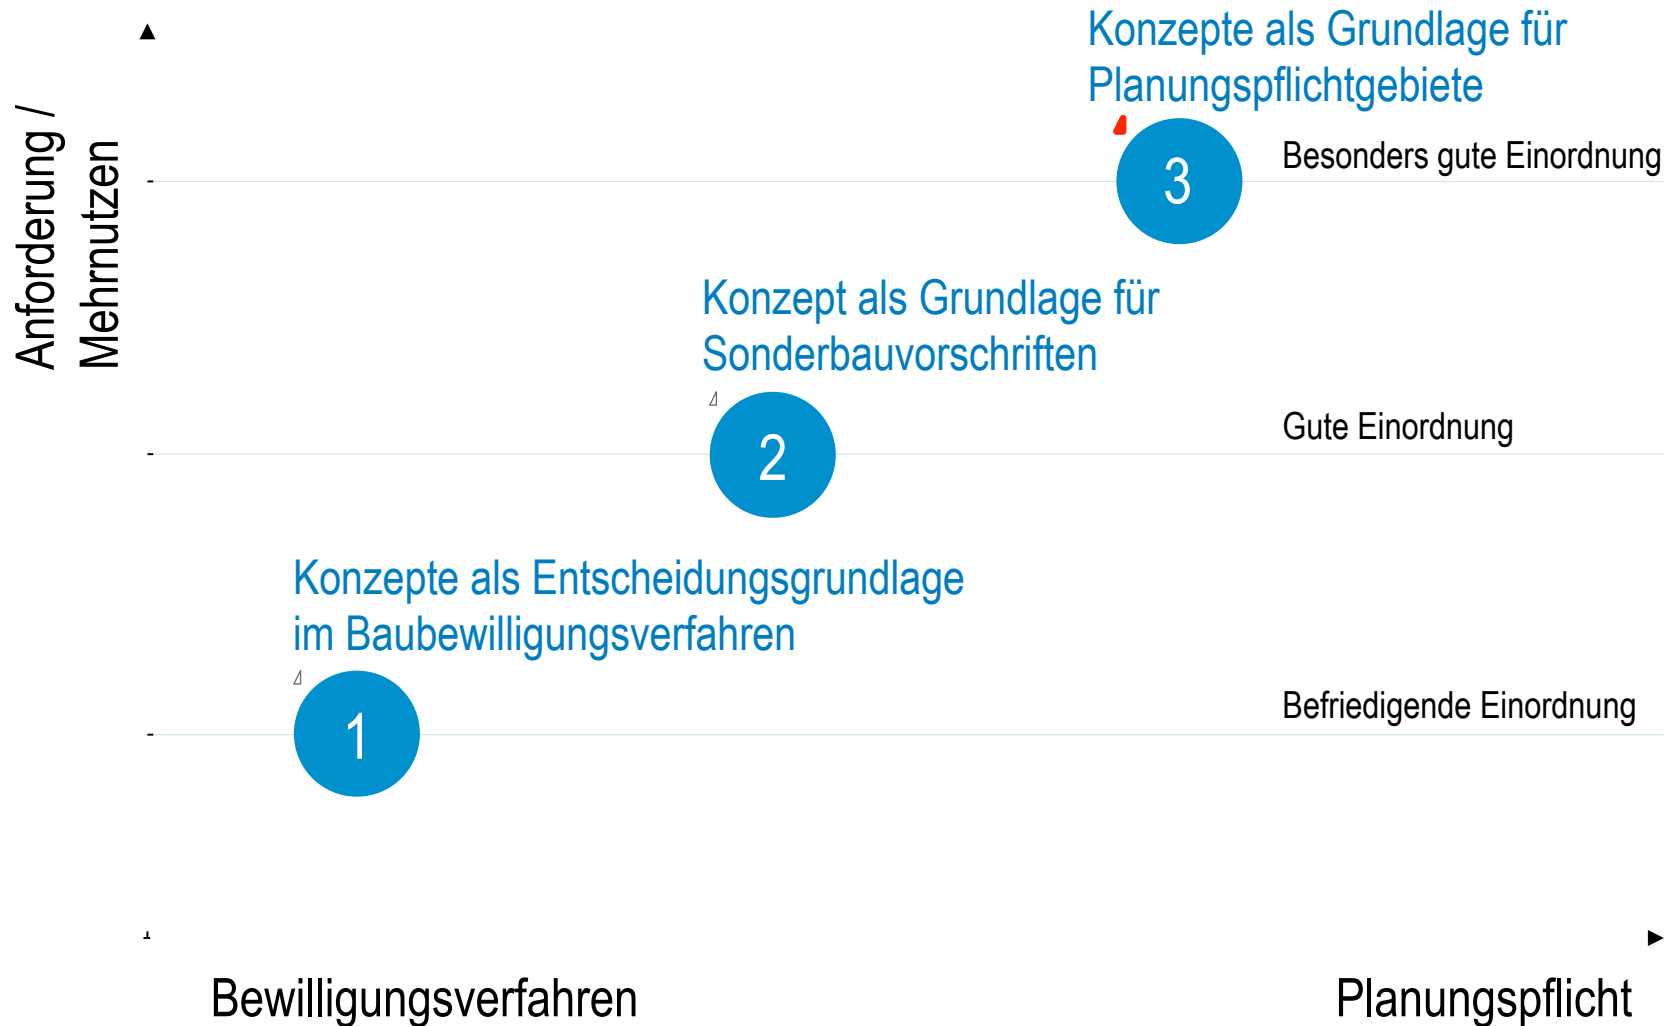 Konzepte als Grundlage für
Planungspflichtgebiete
Anforderung /
Mehrnutzen
3
Besonders gute Einordnung
Konzept als Grundlage für
Sonderbauvorschriften
2
Gute Einordnung
Konzepte als Entscheidungsgrundlage
im Baubewilligungsverfahren
1
Befriedigende Einordnung
Bewilligungsverfahren
Planungspflicht